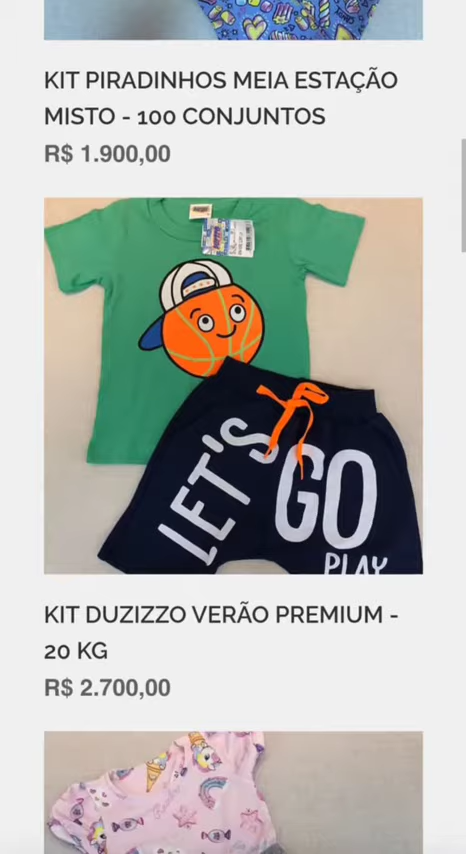 KIT PIRADINHOS MEIA ESTAÇÃO
MISTO - 100 CONJUNTOS
R$ 1.900,00
LET'S
GO
PLAY
KIT DUZIZZO VERÃO PREMIUM -
20 KG
R$ 2.700,00